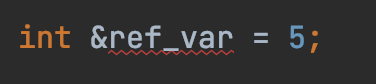 int &ref_var = 5;